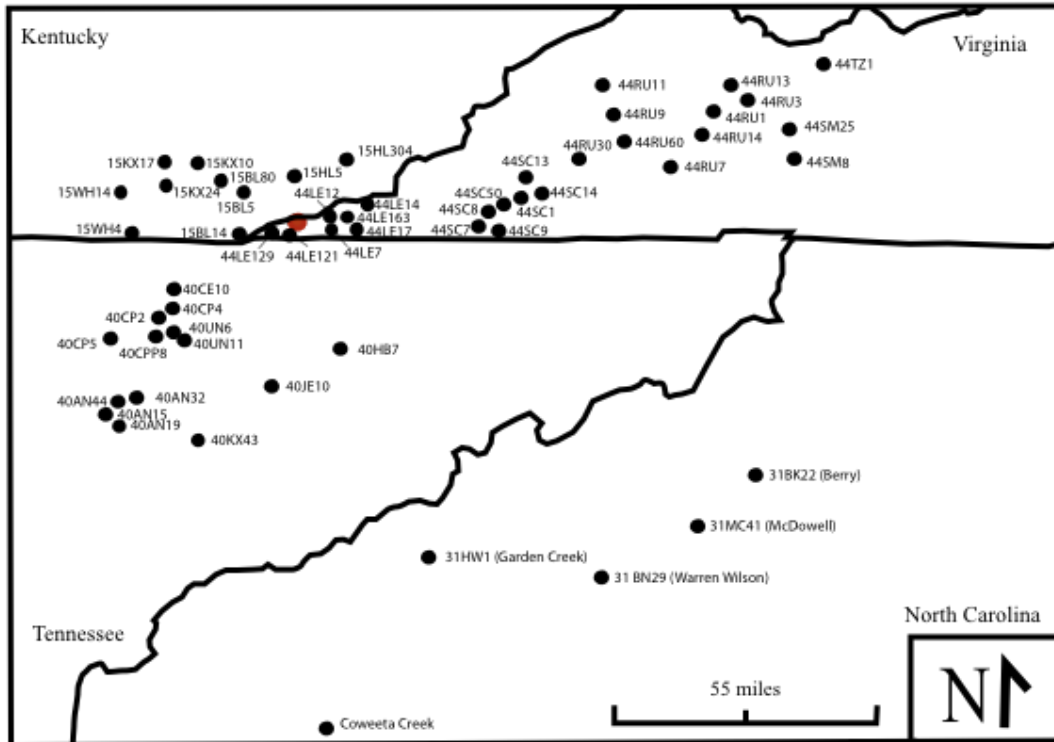 Kentucky
Virginia
44TZ1
44RU11
44RU13
44RU3
44RU9
44RU1
44SM25
44RU14
44RU30
44RU60
15HL304
44SC13
44SM8
15KX17
15KX10
15HL5
44RU7
15BL80
15WH14
15KX24
44LE12
44SC50
44SC14
15BL5
44LE14
44SC8
44SC1
44LE163
15WH4
15BL14
44LE17
44SC7
44SC9
44LE129
44LE121
44LE7
40CE10
40CP4
40CP2
40UN6
40CP5
40CPP8
40UN11
40HB7
40JE10
40AN44
40AN32
40AN15
40AN19
40KX43
31BK22 (Berry)
31MC41 (McDowell)
31HW1 (Garden Creek)
31 BN29 (Warren Wilson)
North Carolina
Tennessee
N
55 miles
Coweeta Creek